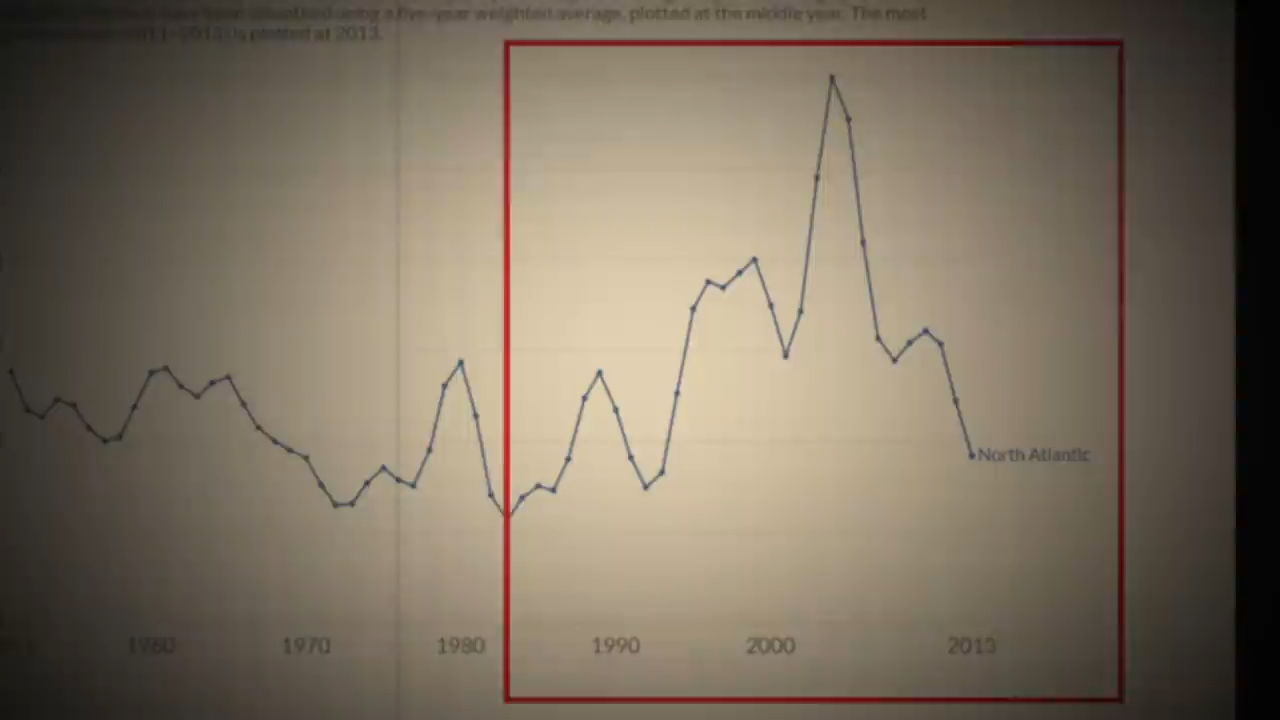 have been smoothed using a five-year weighted average, plotted at the middle year. The most
2011–2015) is plotted at 2013.
North Atlantic
1960 1970 1980 1990 2000 2013